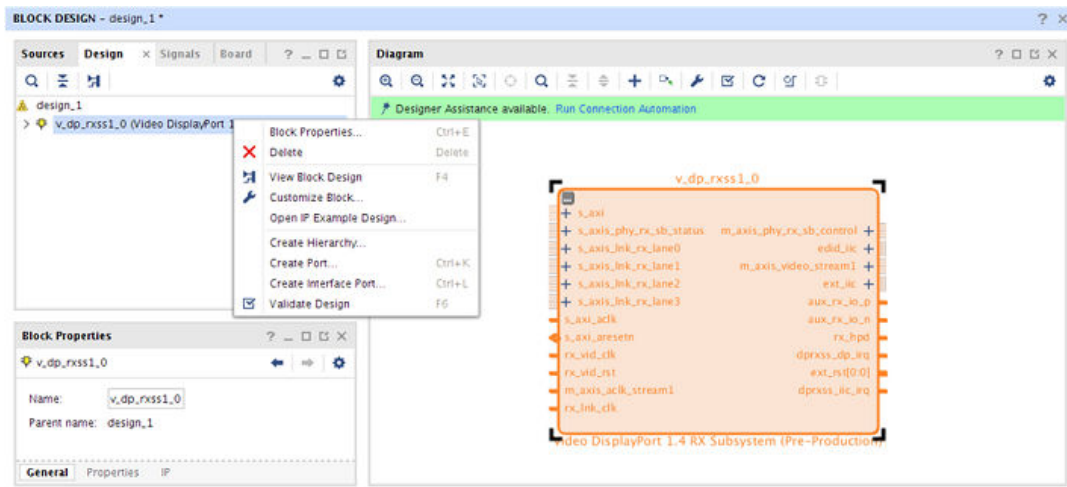 BLOCK DESIGN - design_1 *
Sources Design Signals Board
design_1
v_dp_rxss1_0 (Video DisplayPort 1
Block Properties... Ctrl+E
Delete Delete
View Block Design F4
Customize Block...
Open IP Example Design...
Create Hierarchy...
Create Port... Ctrl+K
Create Interface Port... Ctrl+L
Validate Design F6
Block Properties
v_dp_rxss1_0
Name: v_dp_rxss1_0
Parent name: design_1
General Properties IP
Diagram
Designer Assistance available. Run Connection Automation
v_dp_rxss1_0
s_axi
s_axis_phy_rx_sb_status m_axis_phy_rx_sb_control
s_axis_lnk_rx_lane0 edid_iic
s_axis_lnk_rx_lane1 m_axis_video_stream1
s_axis_lnk_rx_lane2 ext_iic
s_axis_lnk_rx_lane3 aux_rx_io_p
s_axi_aclk aux_rx_io_n
s_axi_aresetn rx_hpd
rx_vid_clk dprxss_dp_irq
rx_vid_rst ext_rst[0:0]
m_axis_aclk_stream1 dprxss_iic_irq
rx_lnk_clk
Video DisplayPort 1.4 RX Subsystem (Pre-Production)